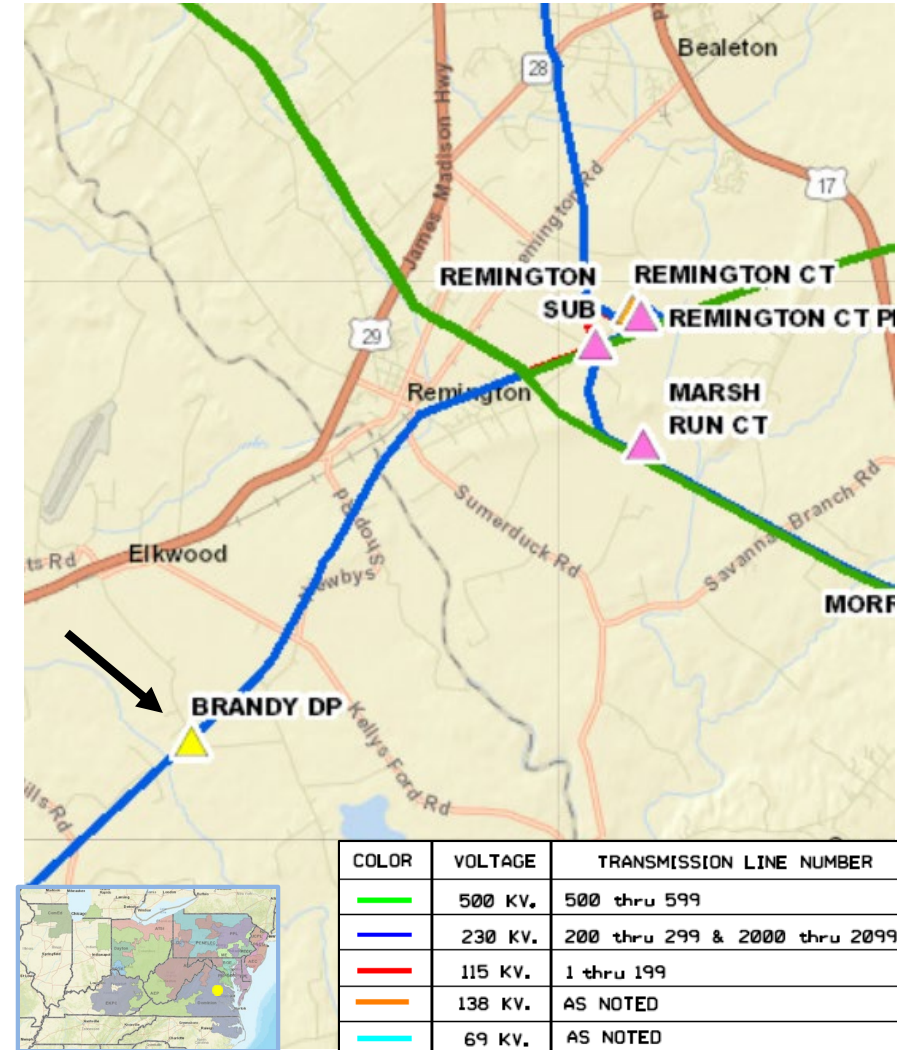 Bealeton
28
James Madison Hwy
17
emington Rd
REMINGTON
SUB
REMINGTON CT
REMINGTON CT P
29
Remington
MARSH
RUN CT
Sumerduck Rd
Savannah Branch Rd
Shop Rd
Newbys
ts Rd
Elkwood
MORR
BRANDY DP
Kellys Ford Rd
ills Rd
COLOR VOLTAGE TRANSMISSION LINE NUMBER
500 KV. 500 thru 599
230 KV. 200 thru 299 & 2000 thru 2099
115 KV. 1 thru 199
138 KV. AS NOTED
69 KV. AS NOTED